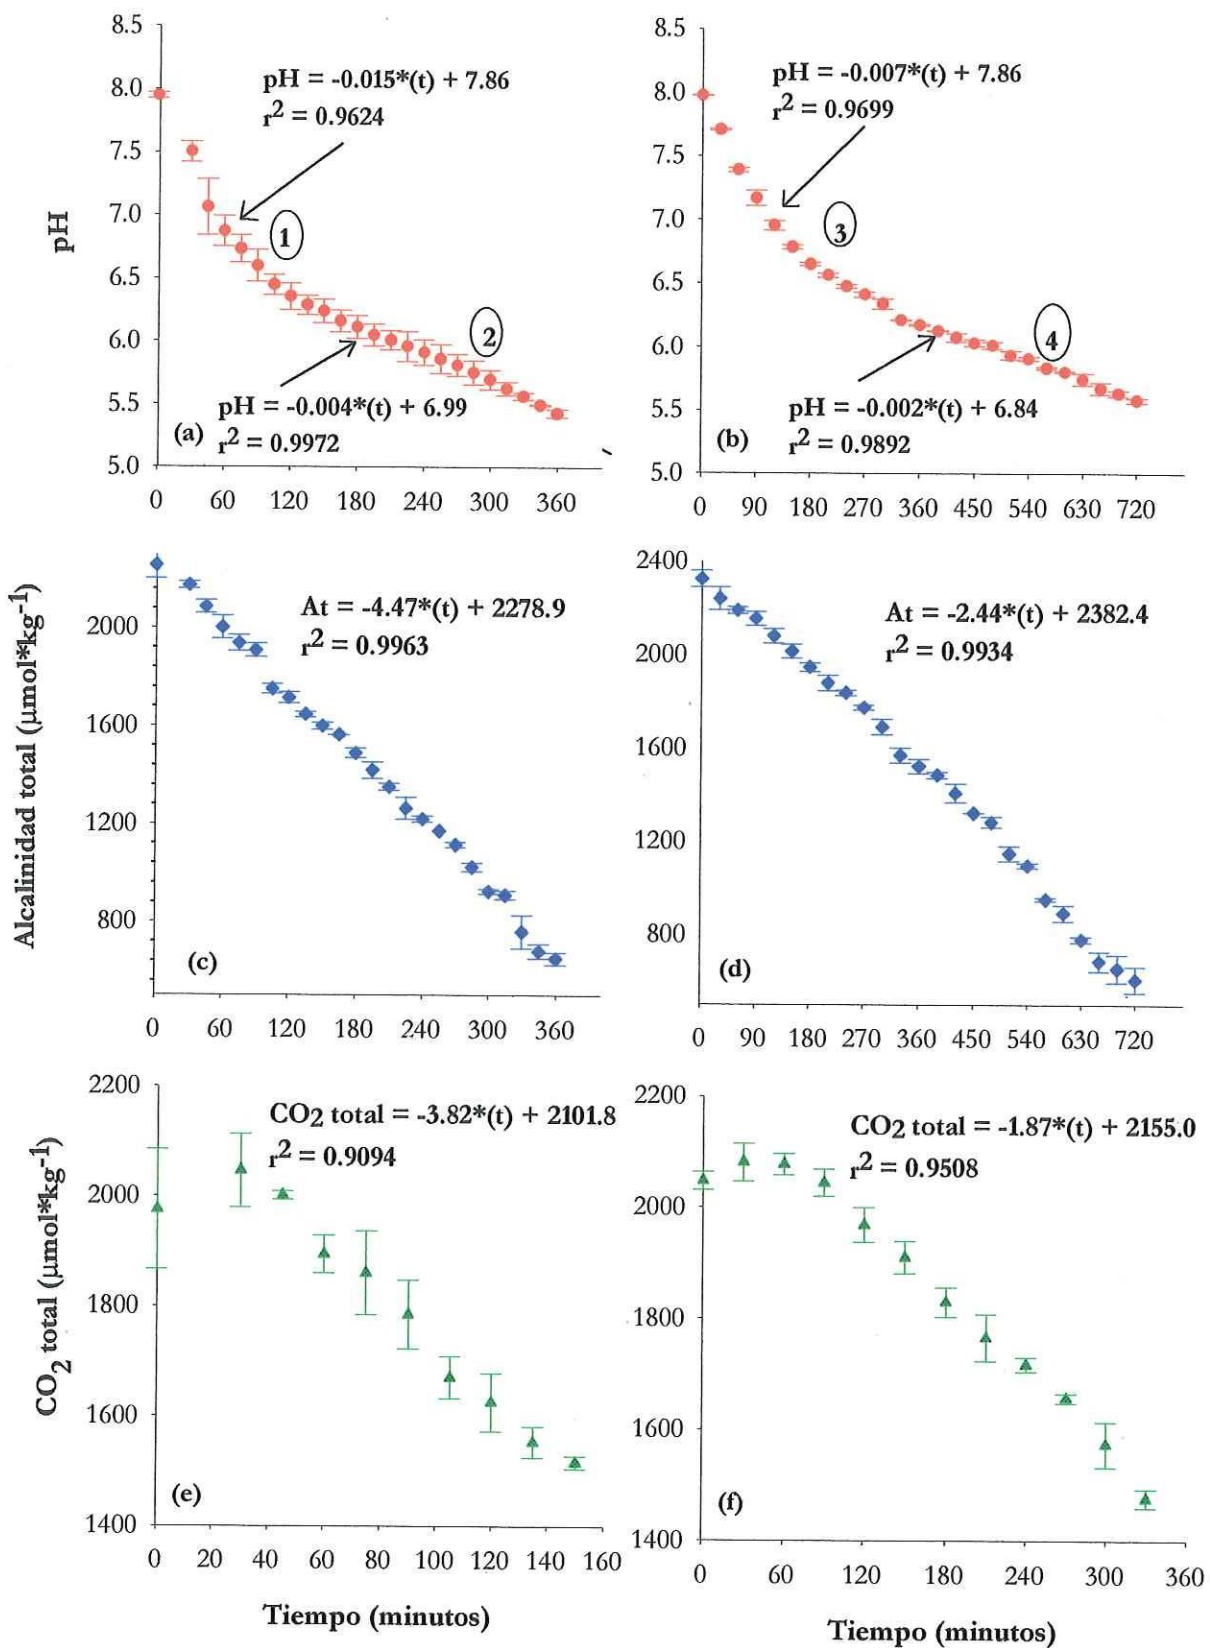 8.5
8.0
7.5
7.0
6.5
6.0
5.5
5.0
pH
pH = -0.015*(t) + 7.86
r2 = 0.9624
1
2
pH = -0.004*(t) + 6.99
r2 = 0.9972
(a)
0 60 120 180 240 300 360
8.5
8.0
7.5
7.0
6.5
6.0
5.5
5.0
pH = -0.007*(t) + 7.86
r2 = 0.9699
3
4
pH = -0.002*(t) + 6.84
r2 = 0.9892
(b)
0 90 180 270 360 450 540 630 720
Alcalinidad total (µmol*kg-1)
2000
1600
1200
800
At = -4.47*(t) + 2278.9
r2 = 0.9963
(c)
0 60 120 180 240 300 360
2400
2000
1600
1200
800
At = -2.44*(t) + 2382.4
r2 = 0.9934
(d)
0 90 180 270 360 450 540 630 720
CO2 total (µmol*kg-1)
2200
2000
1800
1600
1400
CO2 total = -3.82*(t) + 2101.8
r2 = 0.9094
(e)
0 20 40 60 80 100 120 140 160
Tiempo (minutos)
2200
2000
1800
1600
1400
CO2 total = -1.87*(t) + 2155.0
r2 = 0.9508
(f)
0 60 120 180 240 300 360
Tiempo (minutos)